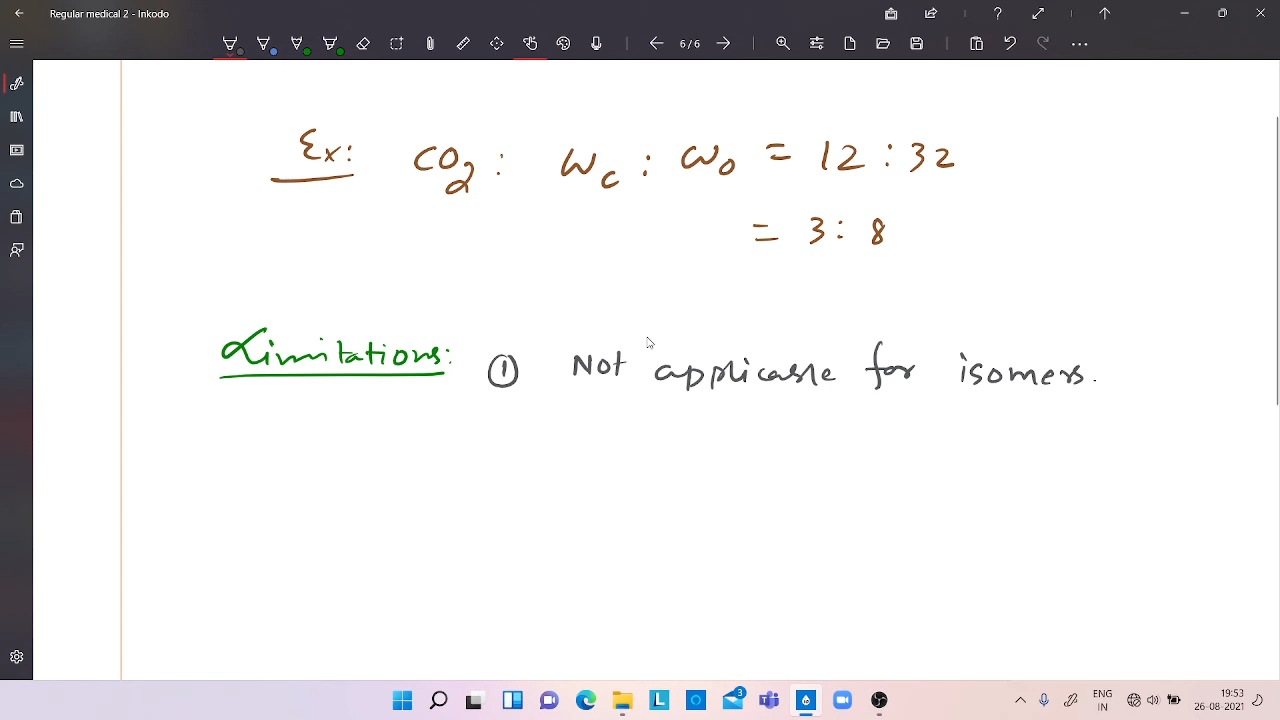 Regular medical 2 - Inkodo
6/6
Ex: CO2 : Wc : Wo = 12 : 32
= 3 : 8
Limitations: ① Not applicable for isomers.
3
ENG
IN
19:53
26-08-2021